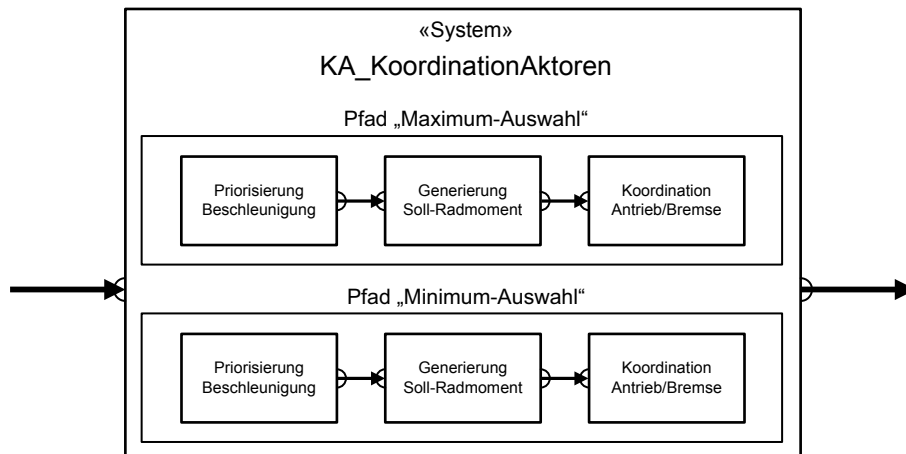 «System»
KA_KoordinationAktoren
Pfad „Maximum-Auswahl“
Priorisierung
Beschleunigung
Generierung
Soll-Radmoment
Koordination
Antrieb/Bremse
Pfad „Minimum-Auswahl“
Priorisierung
Beschleunigung
Generierung
Soll-Radmoment
Koordination
Antrieb/Bremse